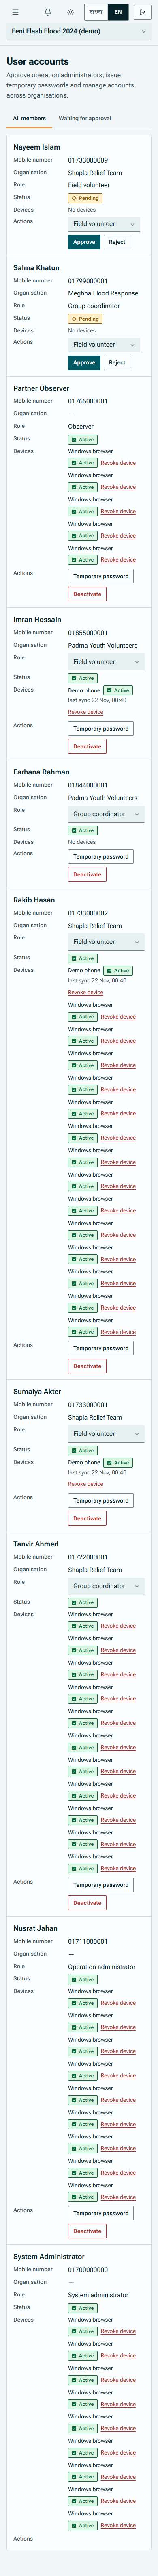 বাংলা EN
Feni Flash Flood 2024 (demo)
User accounts
Approve operation administrators, issue
temporary passwords and manage accounts
across organisations.
All members Waiting for approval
Nayeem Islam
Mobile number 01733000009
Organisation Shapla Relief Team
Role Field volunteer
Status Pending
Devices No devices
Actions Field volunteer
Approve Reject
Salma Khatun
Mobile number 01799000001
Organisation Meghna Flood Response
Role Group coordinator
Status Pending
Devices No devices
Actions Field volunteer
Approve Reject
Partner Observer
Mobile number 01766000001
Organisation —
Role Observer
Status Active
Devices Windows browser
Active Revoke device
Windows browser
Active Revoke device
Windows browser
Active Revoke device
Windows browser
Active Revoke device
Windows browser
Active Revoke device
Actions Temporary password
Deactivate
Imran Hossain
Mobile number 01855000001
Organisation Padma Youth Volunteers
Role Field volunteer
Status Active
Devices Demo phone Active
last sync 22 Nov, 00:40
Revoke device
Actions Temporary password
Deactivate
Farhana Rahman
Mobile number 01844000001
Organisation Padma Youth Volunteers
Role Group coordinator
Status Active
Devices No devices
Actions Temporary password
Deactivate
Rakib Hasan
Mobile number 01733000002
Organisation Shapla Relief Team
Role Field volunteer
Status Active
Devices Demo phone Active
last sync 22 Nov, 00:40
Revoke device
Windows browser
Active Revoke device
Windows browser
Active Revoke device
Windows browser
Active Revoke device
Windows browser
Active Revoke device
Windows browser
Active Revoke device
Windows browser
Active Revoke device
Windows browser
Active Revoke device
Windows browser
Active Revoke device
Windows browser
Active Revoke device
Windows browser
Active Revoke device
Windows browser
Active Revoke device
Windows browser
Active Revoke device
Windows browser
Active Revoke device
Windows browser
Active Revoke device
Actions Temporary password
Deactivate
Sumaiya Akter
Mobile number 01733000001
Organisation Shapla Relief Team
Role Field volunteer
Status Active
Devices Demo phone Active
last sync 22 Nov, 00:40
Revoke device
Actions Temporary password
Deactivate
Tanvir Ahmed
Mobile number 01722000001
Organisation Shapla Relief Team
Role Group coordinator
Status Active
Devices Windows browser
Active Revoke device
Windows browser
Active Revoke device
Windows browser
Active Revoke device
Windows browser
Active Revoke device
Windows browser
Active Revoke device
Windows browser
Active Revoke device
Windows browser
Active Revoke device
Windows browser
Active Revoke device
Windows browser
Active Revoke device
Windows browser
Active Revoke device
Windows browser
Active Revoke device
Actions Temporary password
Deactivate
Nusrat Jahan
Mobile number 01711000001
Organisation —
Role Operation administrator
Status Active
Devices Windows browser
Active Revoke device
Windows browser
Active Revoke device
Windows browser
Active Revoke device
Windows browser
Active Revoke device
Windows browser
Active Revoke device
Windows browser
Active Revoke device
Windows browser
Active Revoke device
Windows browser
Active Revoke device
Windows browser
Active Revoke device
Actions Temporary password
Deactivate
System Administrator
Mobile number 01700000000
Organisation —
Role System administrator
Status Active
Devices Windows browser
Active Revoke device
Windows browser
Active Revoke device
Windows browser
Active Revoke device
Windows browser
Active Revoke device
Windows browser
Active Revoke device
Windows browser
Active Revoke device
Windows browser
Active Revoke device
Windows browser
Active Revoke device
Windows browser
Active Revoke device
Actions